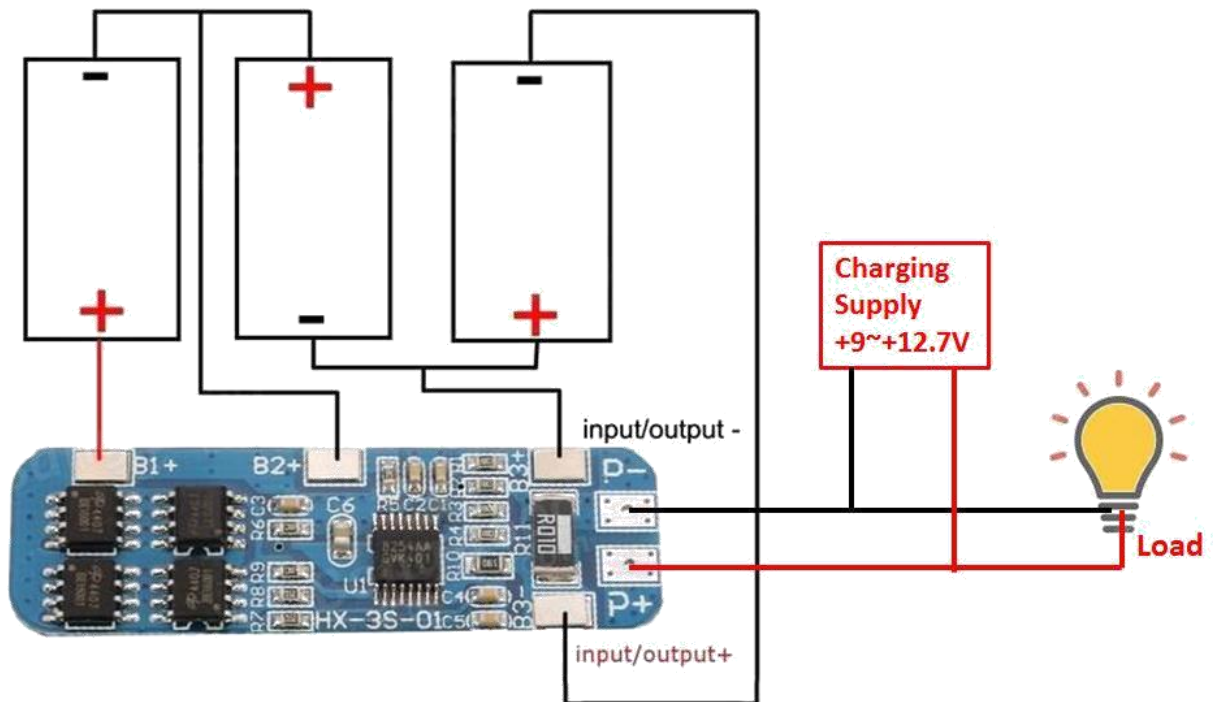 -
+
-
+
-
+
Charging
Supply
+9~+12.7V
Load
input/output -
B1+
B2+
B3+
P-
C3
R6
C6
R5
C2
R3
R4
R11
R010
R10
U1
R9
R8
R7
HX-3S-01
C4
C5
B3-
P+
input/output+